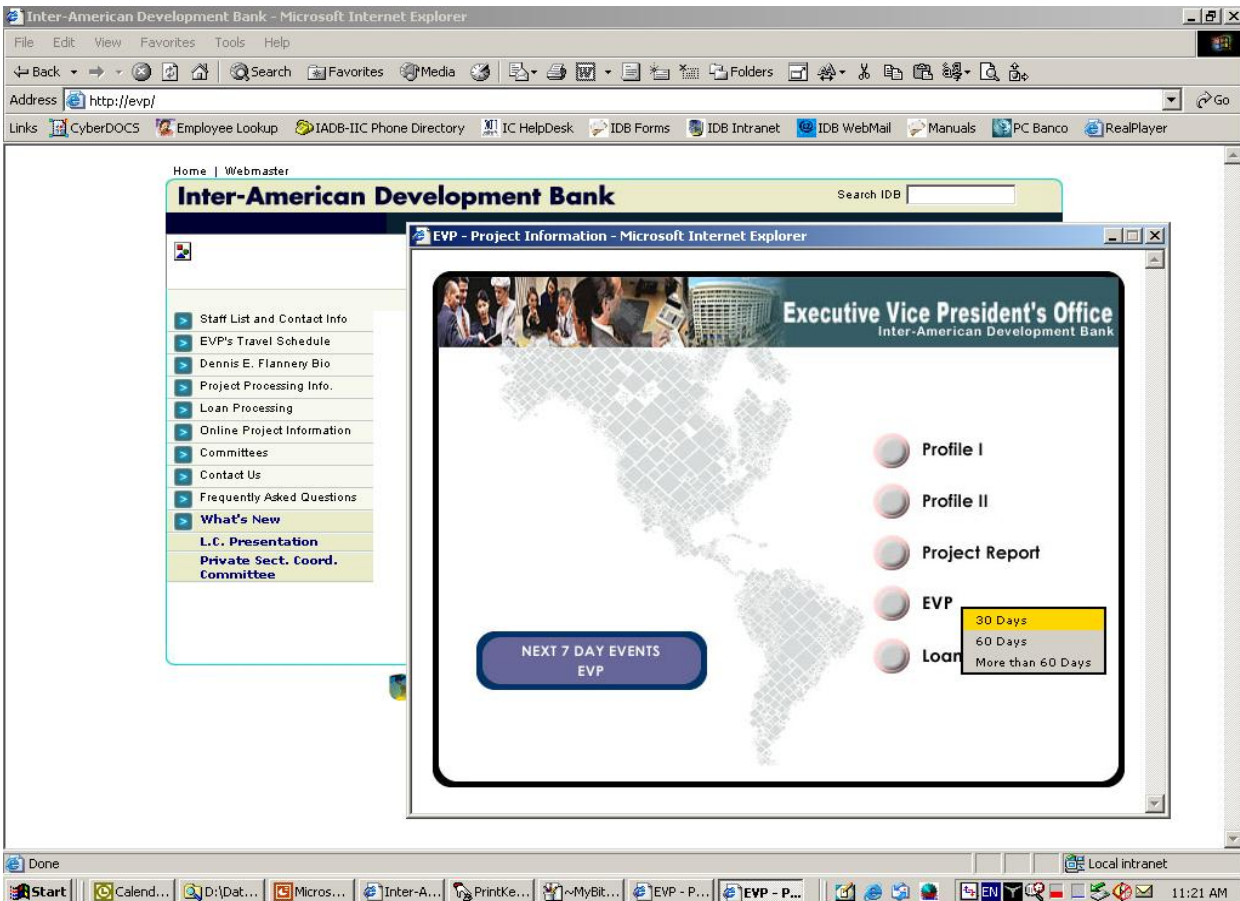 Inter-American Development Bank - Microsoft Internet Explorer
File Edit View Favorites Tools Help
Back Search Favorites Media Folders
Address http://evp/ Go
Links CyberDOCS Employee Lookup IADB-IIC Phone Directory IC HelpDesk IDB Forms IDB Intranet IDB WebMail Manuals PC Banco RealPlayer
Home | Webmaster
Inter-American Development Bank
Search IDB
Staff List and Contact Info
EVP's Travel Schedule
Dennis E. Flannery Bio
Project Processing Info.
Loan Processing
Online Project Information
Committees
Contact Us
Frequently Asked Questions
What's New
L.C. Presentation
Private Sect. Coord.
Committee
EVP - Project Information - Microsoft Internet Explorer
Executive Vice President's Office
Inter-American Development Bank
Profile I
Profile II
Project Report
EVP
30 Days
60 Days
More than 60 Days
Loan
NEXT 7 DAY EVENTS
EVP
Done
Local intranet
Start Calend... D:\Dat... Micros... Inter-A... PrintKe... ~MyBit... EVP - P... EVP - P... EN 11:21 AM